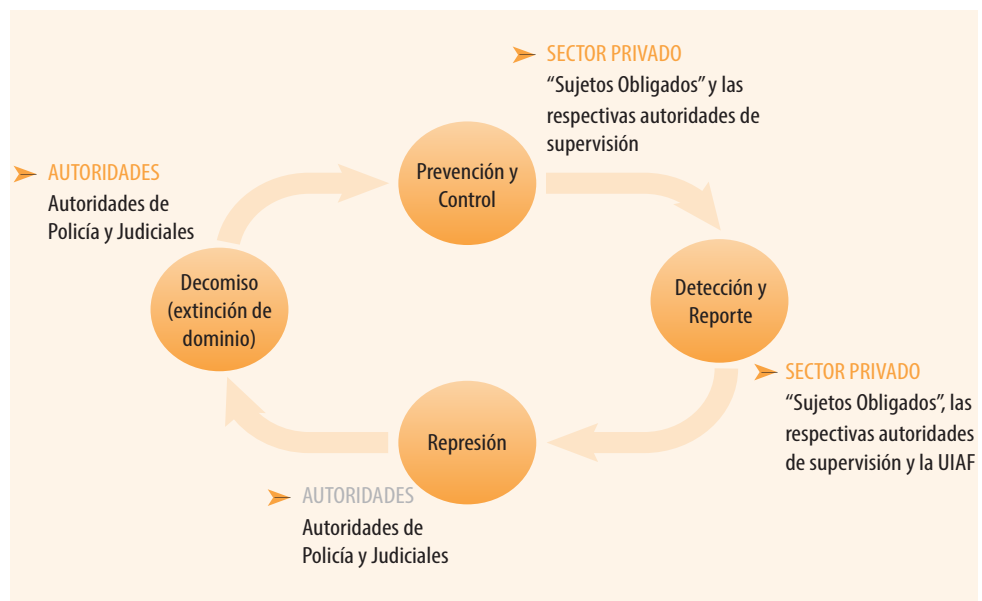 SECTOR PRIVADO
“Sujetos Obligados” y las
respectivas autoridades de
supervisión
Prevención y
Control
AUTORIDADES
Autoridades de
Policía y Judiciales
Decomiso
(extinción de
dominio)
Detección y
Reporte
SECTOR PRIVADO
“Sujetos Obligados”, las
respectivas autoridades
de supervisión y la UIAF
Represión
AUTORIDADES
Autoridades de
Policía y Judiciales